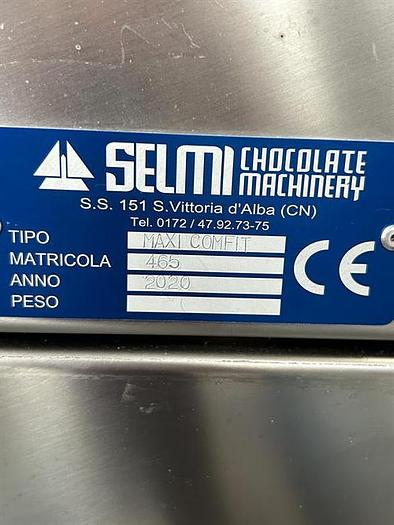 SELMI CHOCOLATE MACHINERY
S.S. 151 S.Vittoria d'Alba (CN)
Tel. 0172 / 47.92.73-75
TIPO MAXI COMFIT
MATRICOLA 465
ANNO 2020
PESO
CE